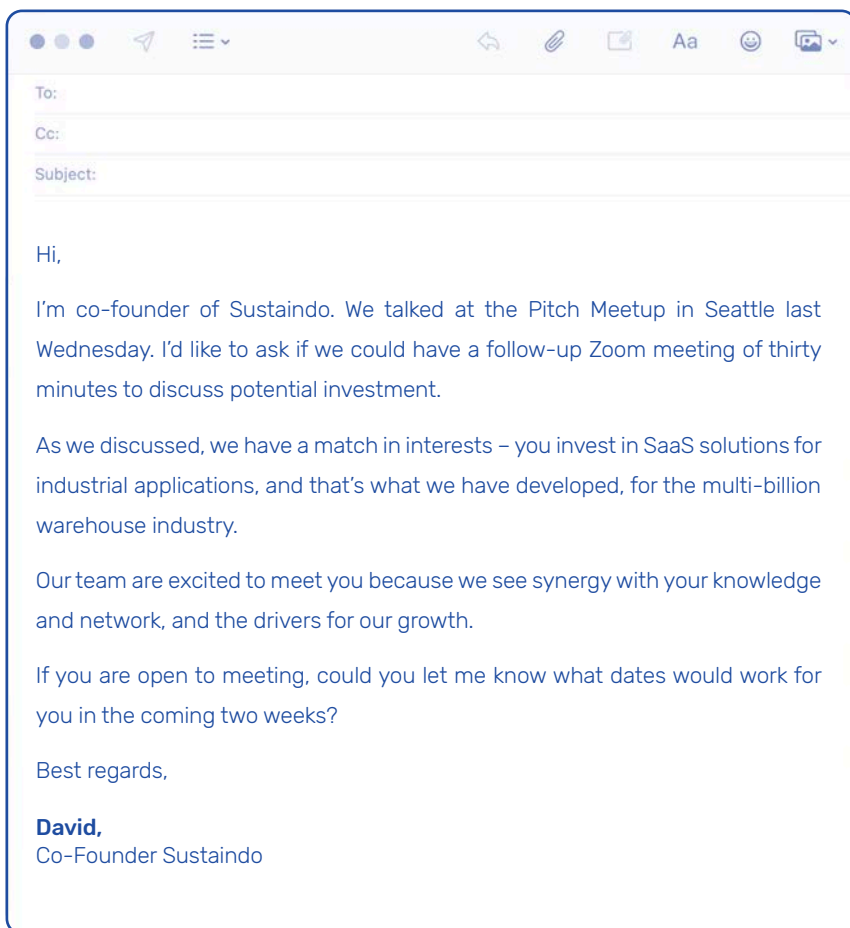 Aa
To:
Cc:
Subject:
Hi,
I'm co-founder of Sustaindo. We talked at the Pitch Meetup in Seattle last
Wednesday. I'd like to ask if we could have a follow-up Zoom meeting of thirty
minutes to discuss potential investment.
As we discussed, we have a match in interests – you invest in SaaS solutions for
industrial applications, and that's what we have developed, for the multi-billion
warehouse industry.
Our team are excited to meet you because we see synergy with your knowledge
and network, and the drivers for our growth.
If you are open to meeting, could you let me know what dates would work for
you in the coming two weeks?
Best regards,
David,
Co-Founder Sustaindo